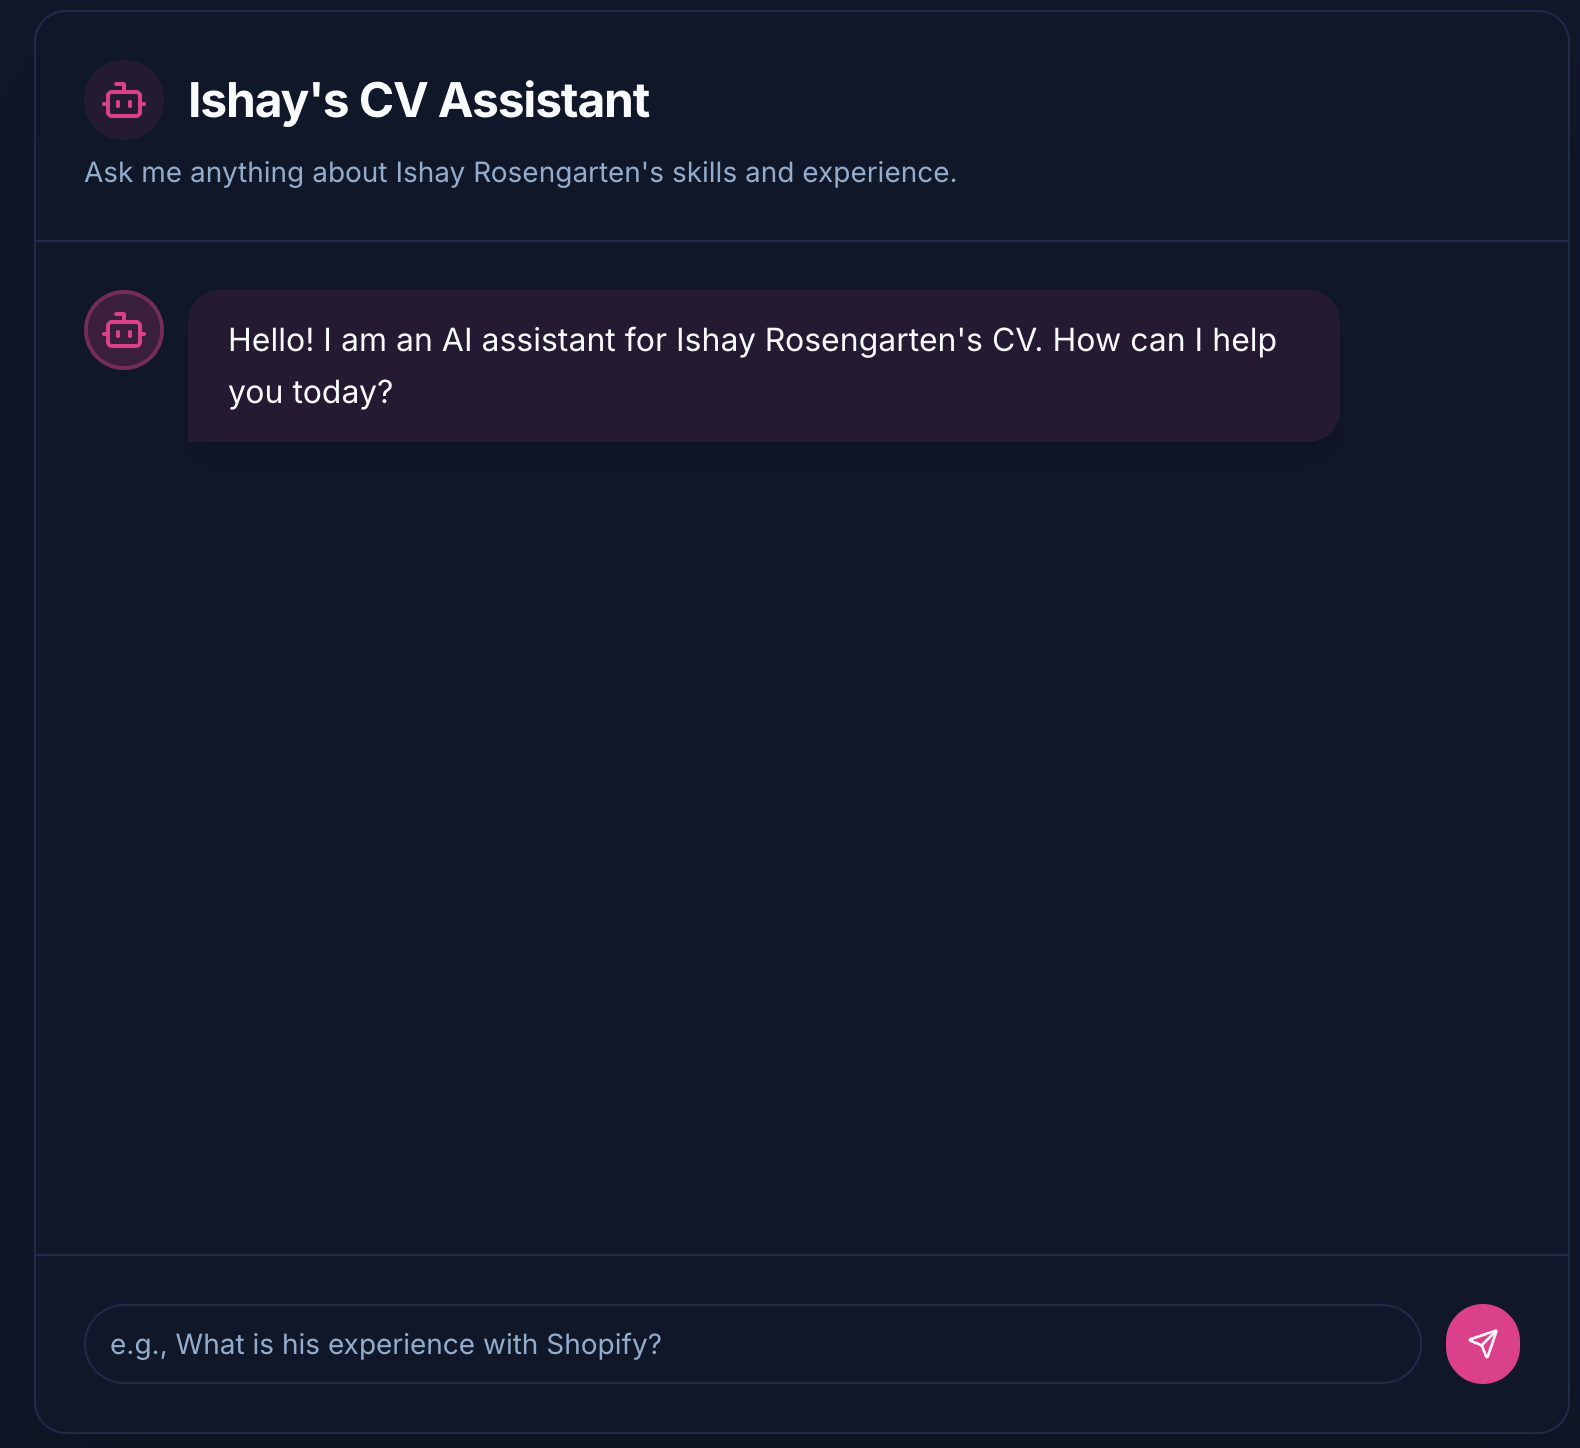 Ishay's CV Assistant
Ask me anything about Ishay Rosengarten's skills and experience.
Hello! I am an AI assistant for Ishay Rosengarten's CV. How can I help
you today?
e.g., What is his experience with Shopify?